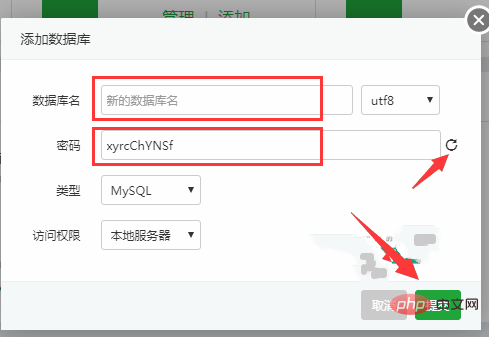 管理 | 添加
添加数据库
数据库名 新的数据库名 utf8
密码 xyrcChYNSf
类型 MySQL
访问权限 本地服务器
取消 提交
php 中文网